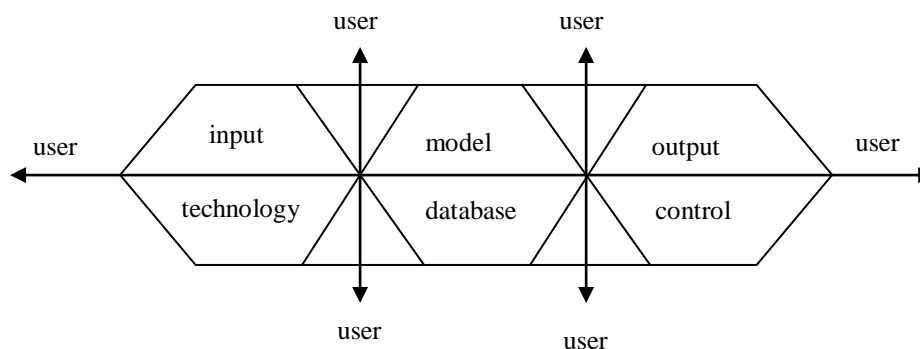 user
user
input
model
output
user
user
technology
database
control
user
user